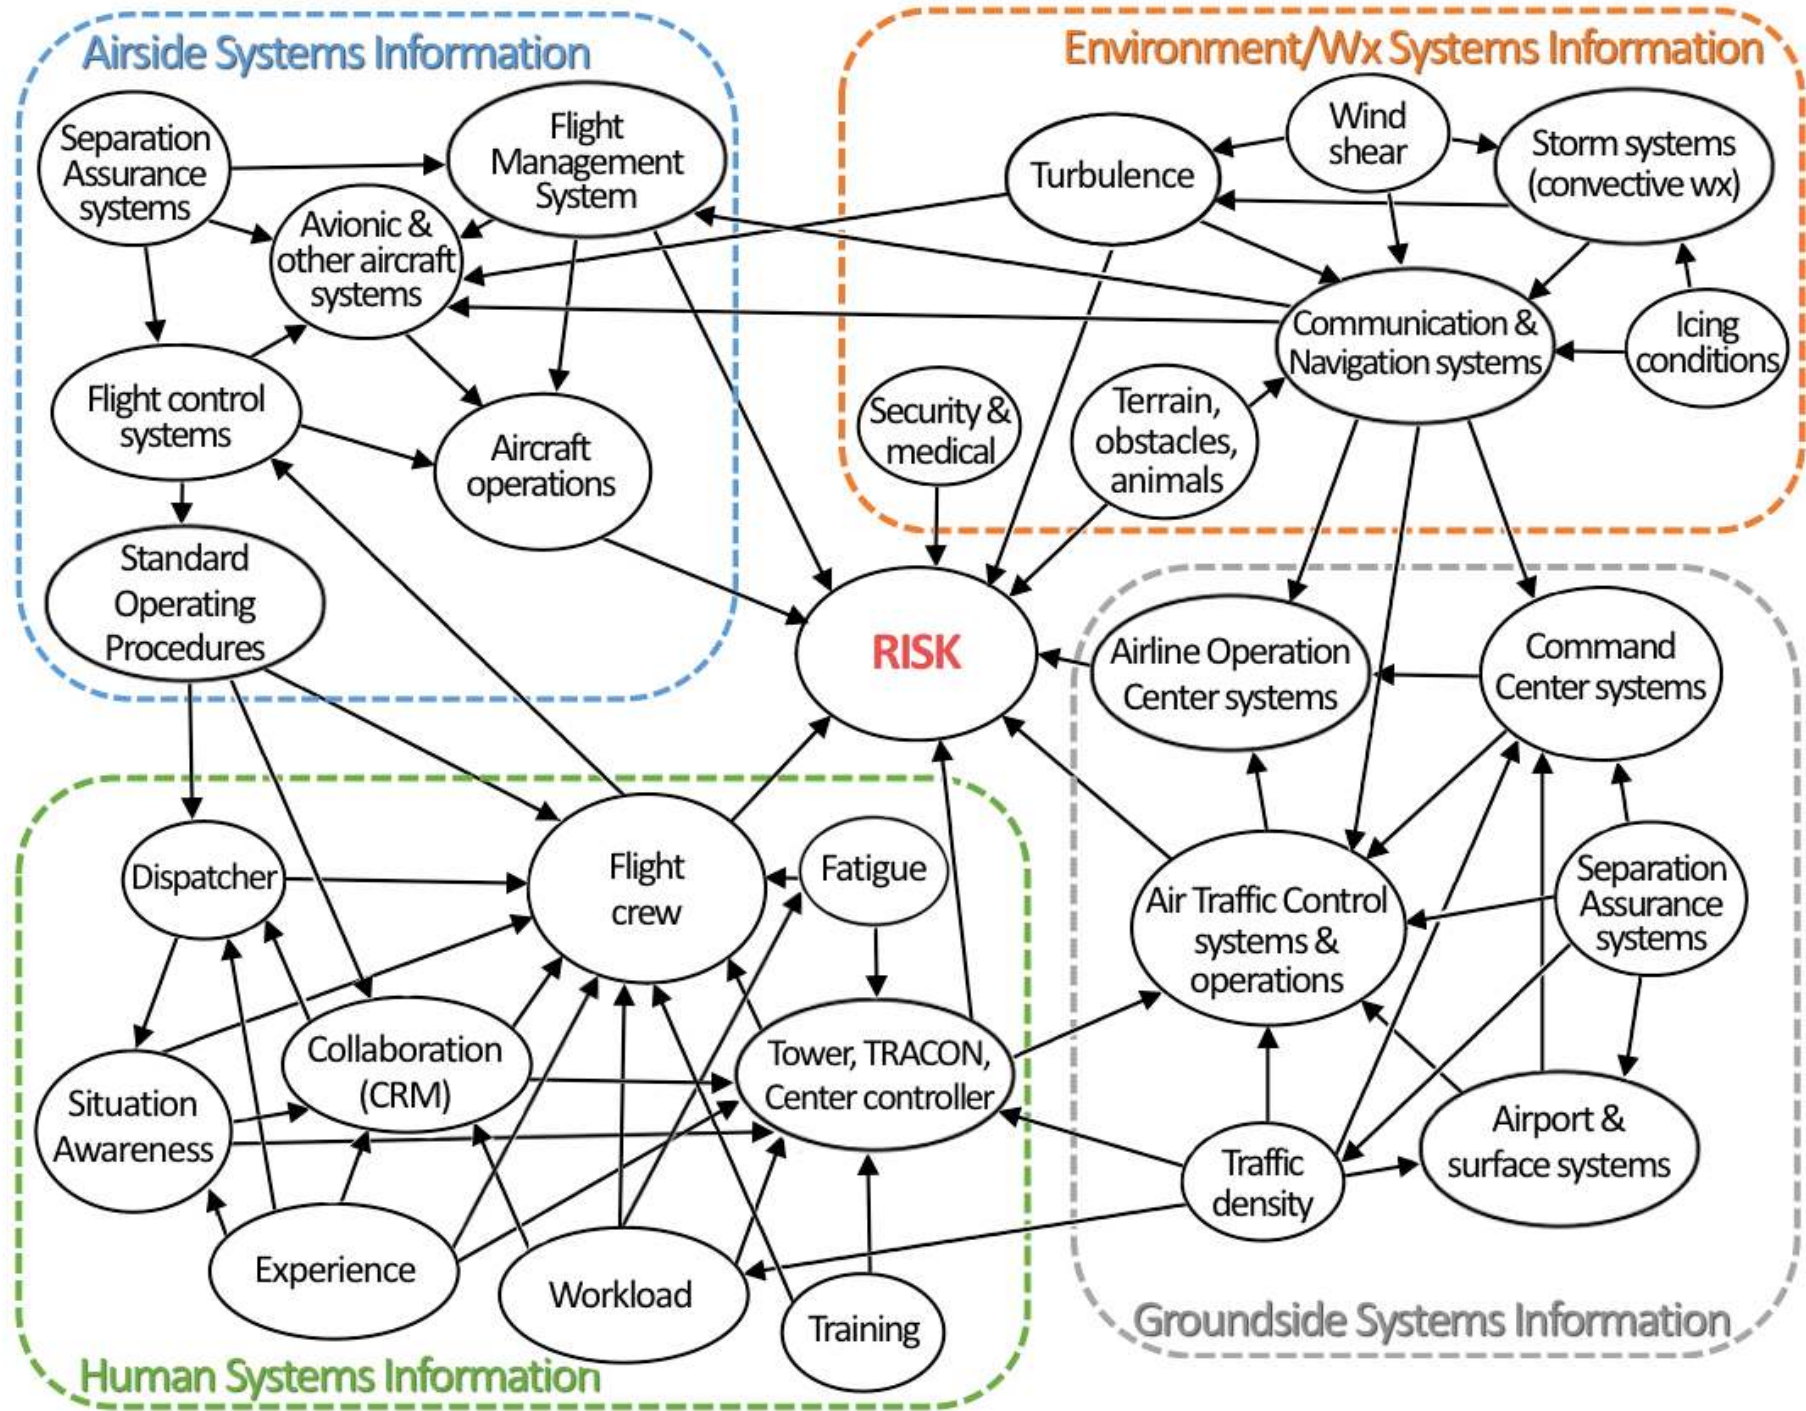 Airside Systems Information
Separation
Assurance
systems
Flight
Management
System
Avionic &
other aircraft
systems
Flight control
systems
Aircraft
operations
Standard
Operating
Procedures
Environment/Wx Systems Information
Turbulence
Wind
shear
Storm systems
(convective wx)
Communication &
Navigation systems
Icing
conditions
Security &
medical
Terrain,
obstacles,
animals
RISK
Airline Operation
Center systems
Command
Center systems
Air Traffic Control
systems &
operations
Separation
Assurance
systems
Traffic
density
Airport &
surface systems
Groundside Systems Information
Dispatcher
Flight
crew
Fatigue
Situation
Awareness
Collaboration
(CRM)
Tower, TRACON,
Center controller
Experience
Workload
Training
Human Systems Information